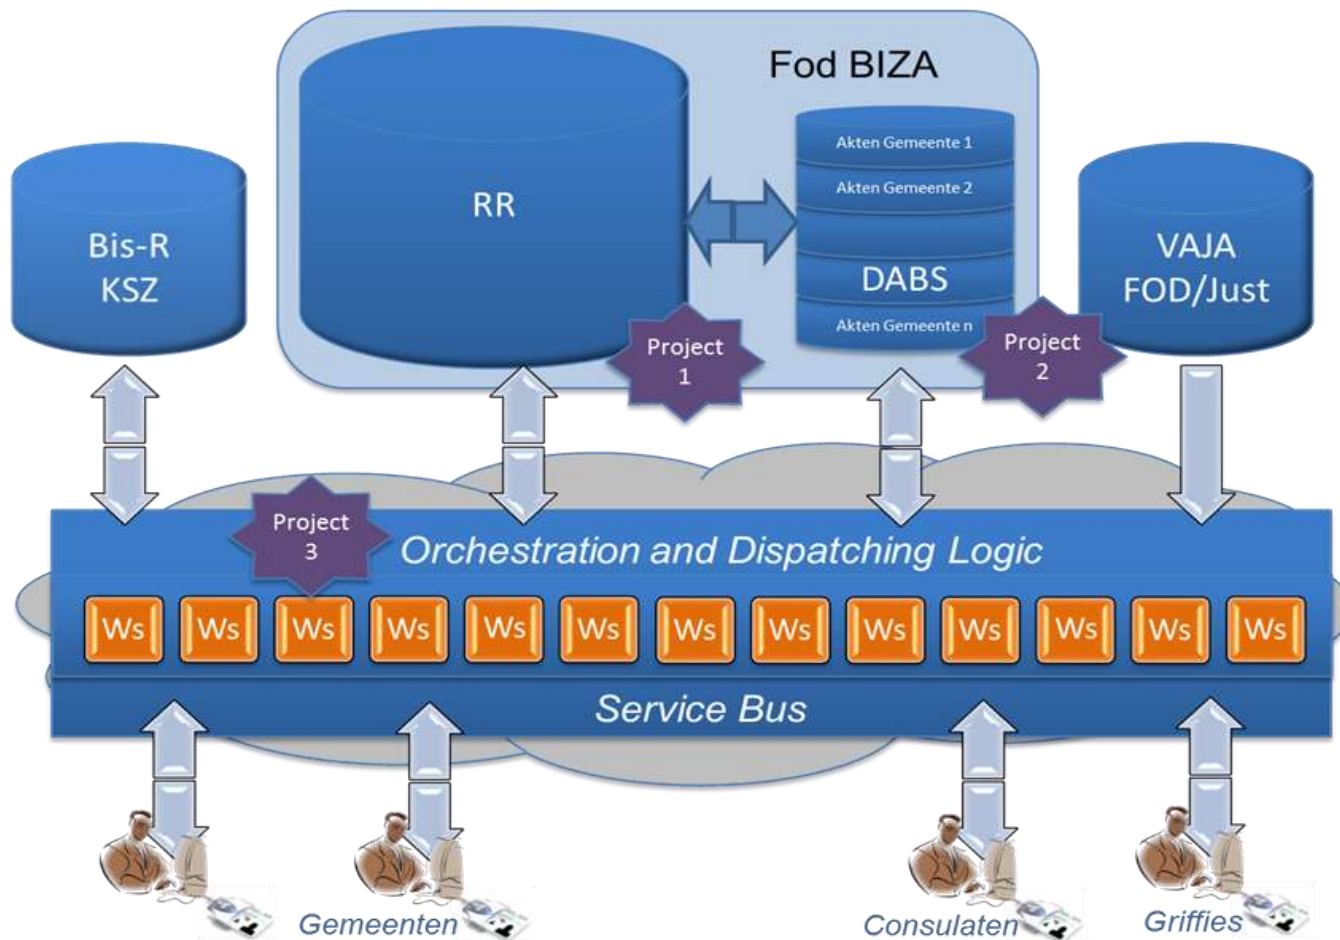 Fod BIZA
Akten Gemeente 1
Akten Gemeente 2
DABS
Akten Gemeente n
RR
Bis-R
KSZ
VAJA
FOD/Just
Project
1
Project
2
Project
3
Orchestration and Dispatching Logic
Ws Ws Ws Ws Ws Ws Ws Ws Ws Ws Ws Ws Ws
Service Bus
Gemeenten
Consulaten
Griffies